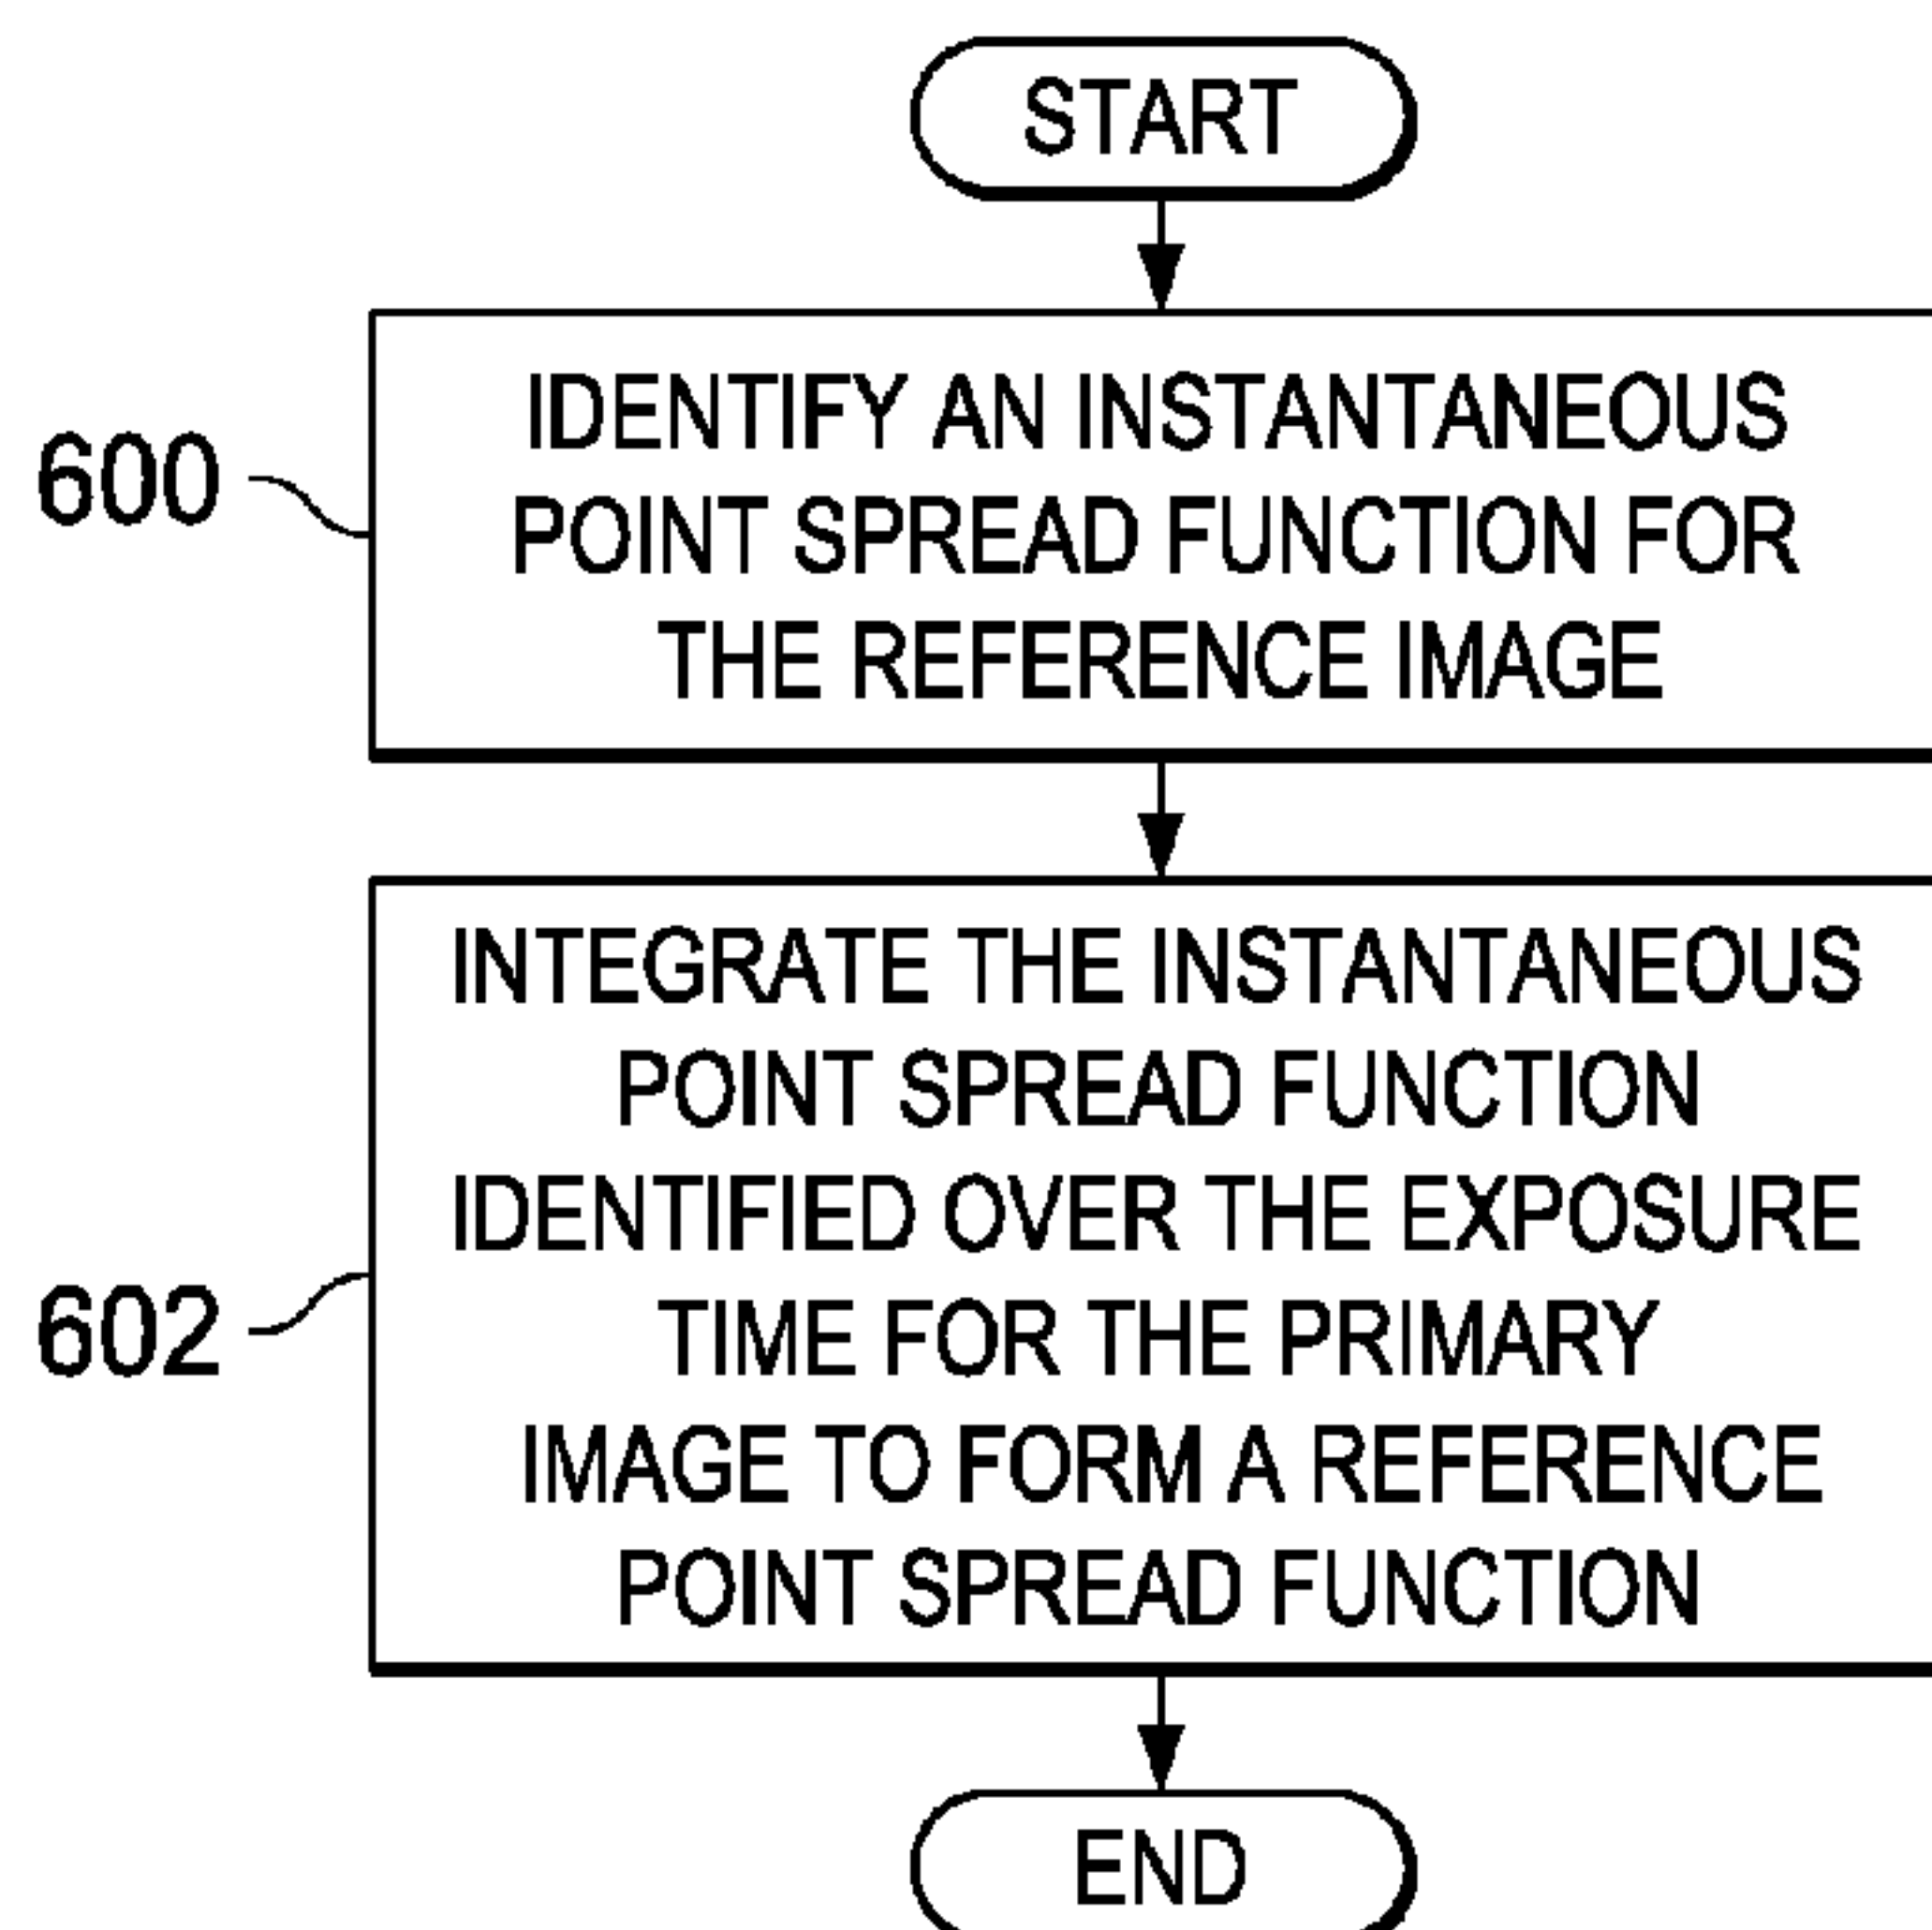 START
600
IDENTIFY AN INSTANTANEOUS
POINT SPREAD FUNCTION FOR
THE REFERENCE IMAGE
602
INTEGRATE THE INSTANTANEOUS
POINT SPREAD FUNCTION
IDENTIFIED OVER THE EXPOSURE
TIME FOR THE PRIMARY
IMAGE TO FORM A REFERENCE
POINT SPREAD FUNCTION
END